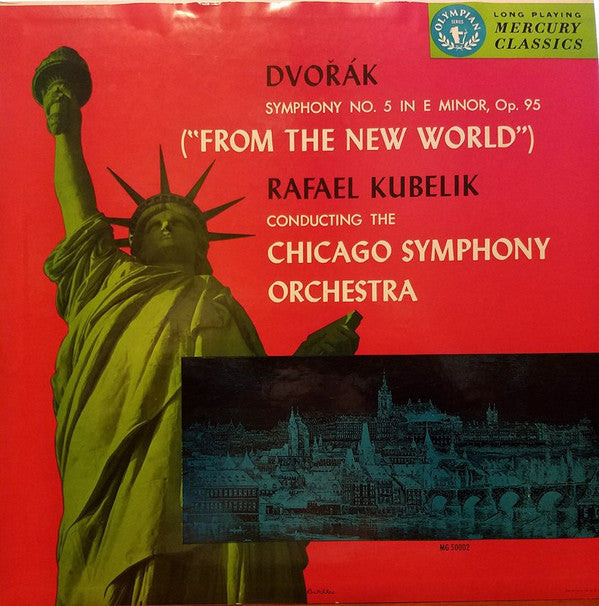 OLYMPIAN
SERIES
LONG PLAYING
MERCURY
CLASSICS
DVOŘÁK
SYMPHONY NO. 5 IN E MINOR, Op. 95
("FROM THE NEW WORLD")
RAFAEL KUBELIK
CONDUCTING THE
CHICAGO SYMPHONY
ORCHESTRA
MG 50002